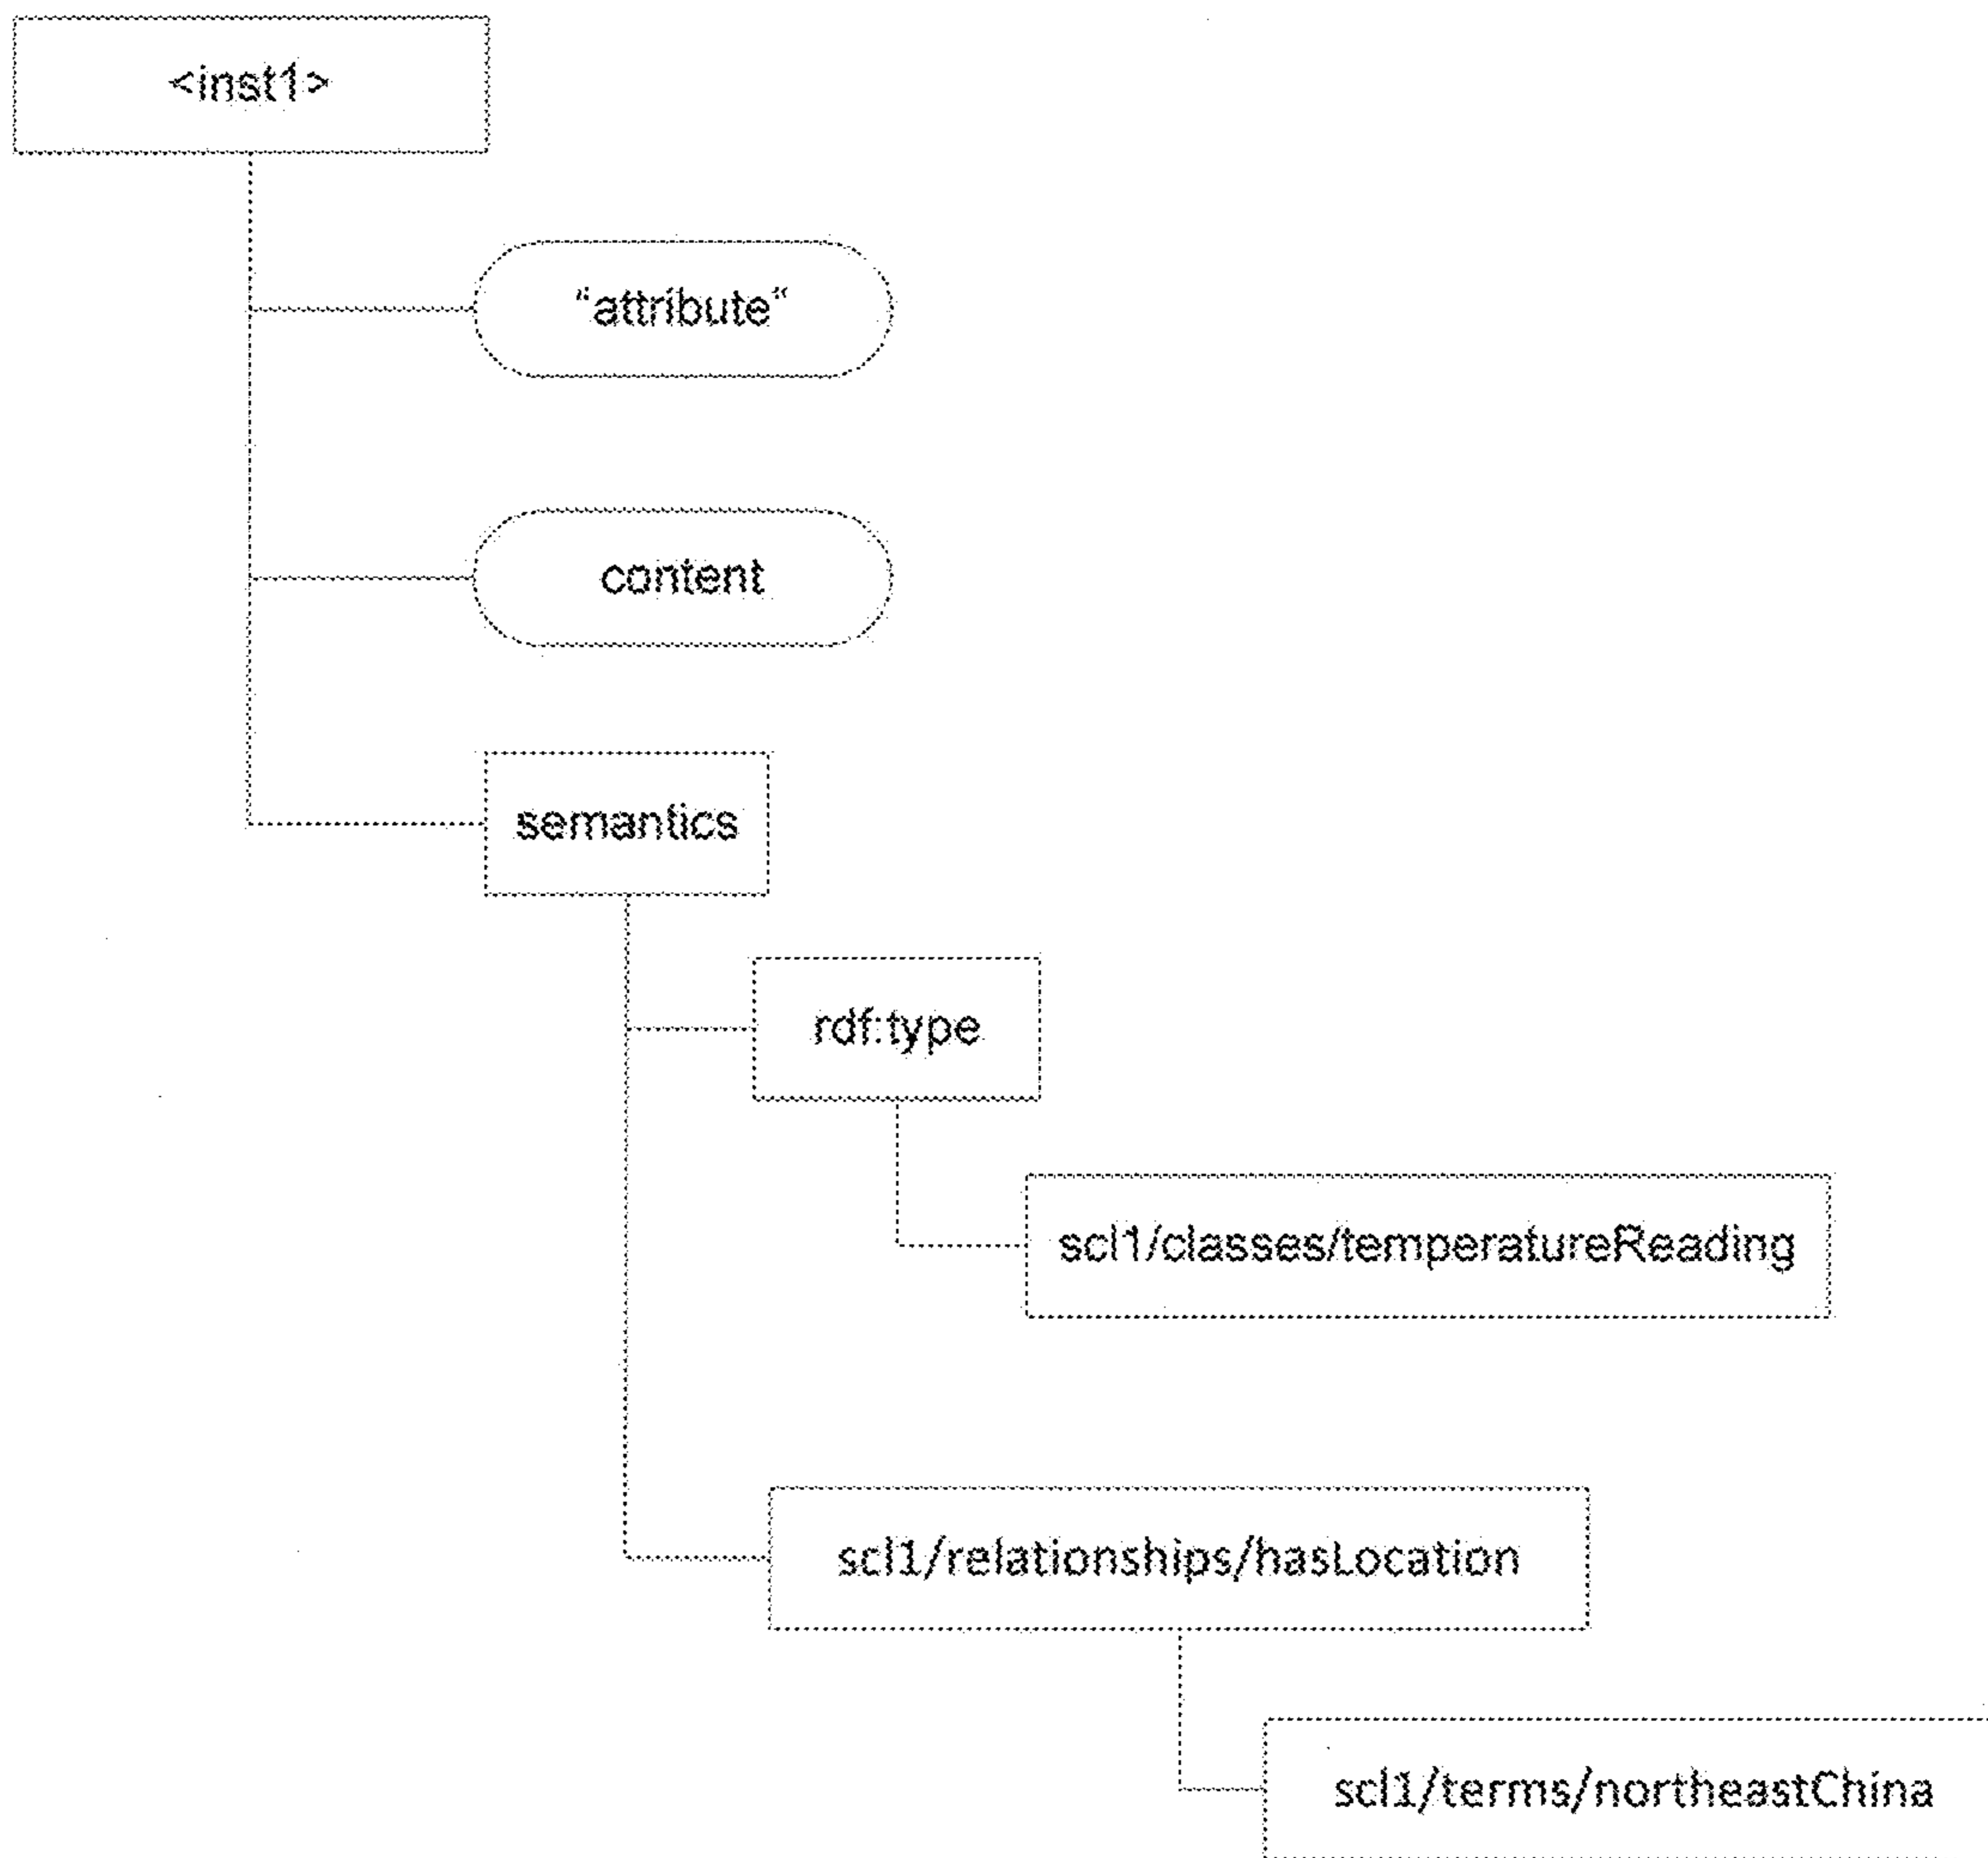 <inst1>
“attribute“
content
semantics
rdf:type
scl1/classes/temperatureReading
scl1/relationships/hasLocation
scl1/terms/northeastChina